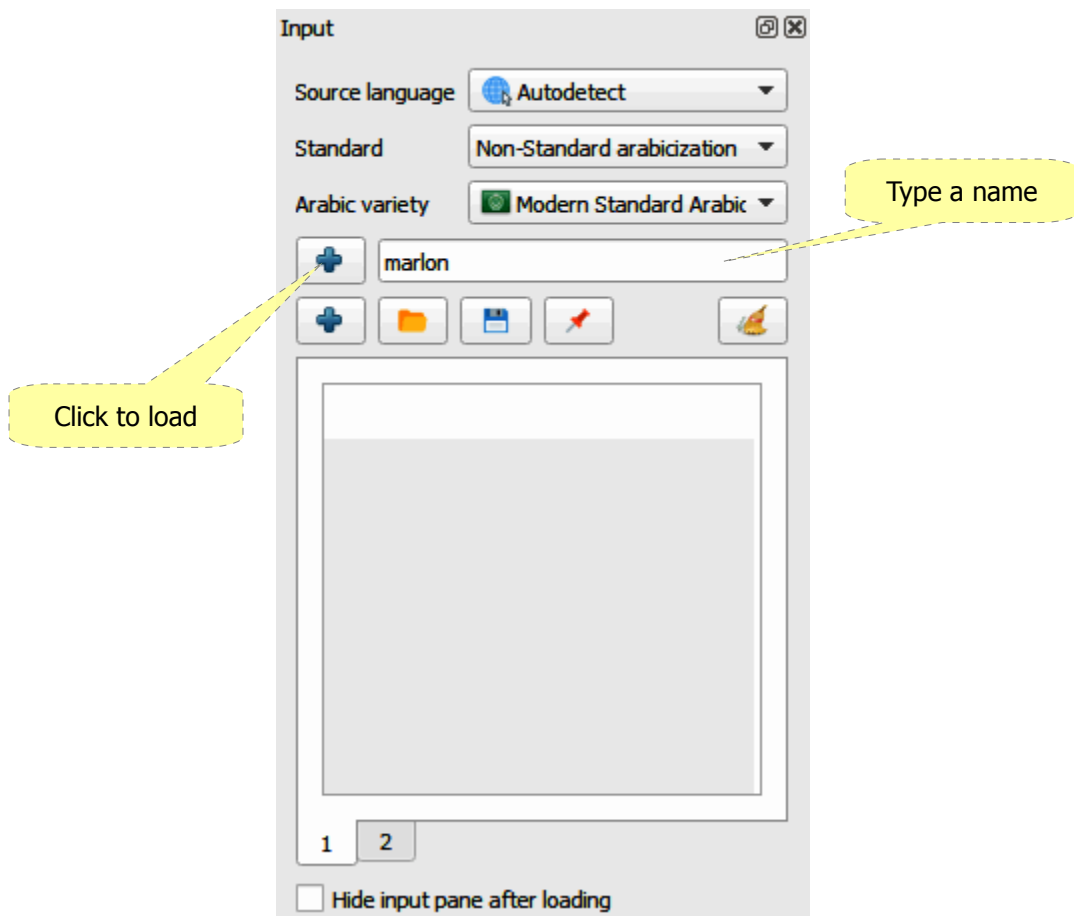 Input
Source language
Autodetect
Standard
Non-Standard arabicization
Arabic variety
Modern Standard Arabic
Type a name
marlon
Click to load
1
2
Hide input pane after loading